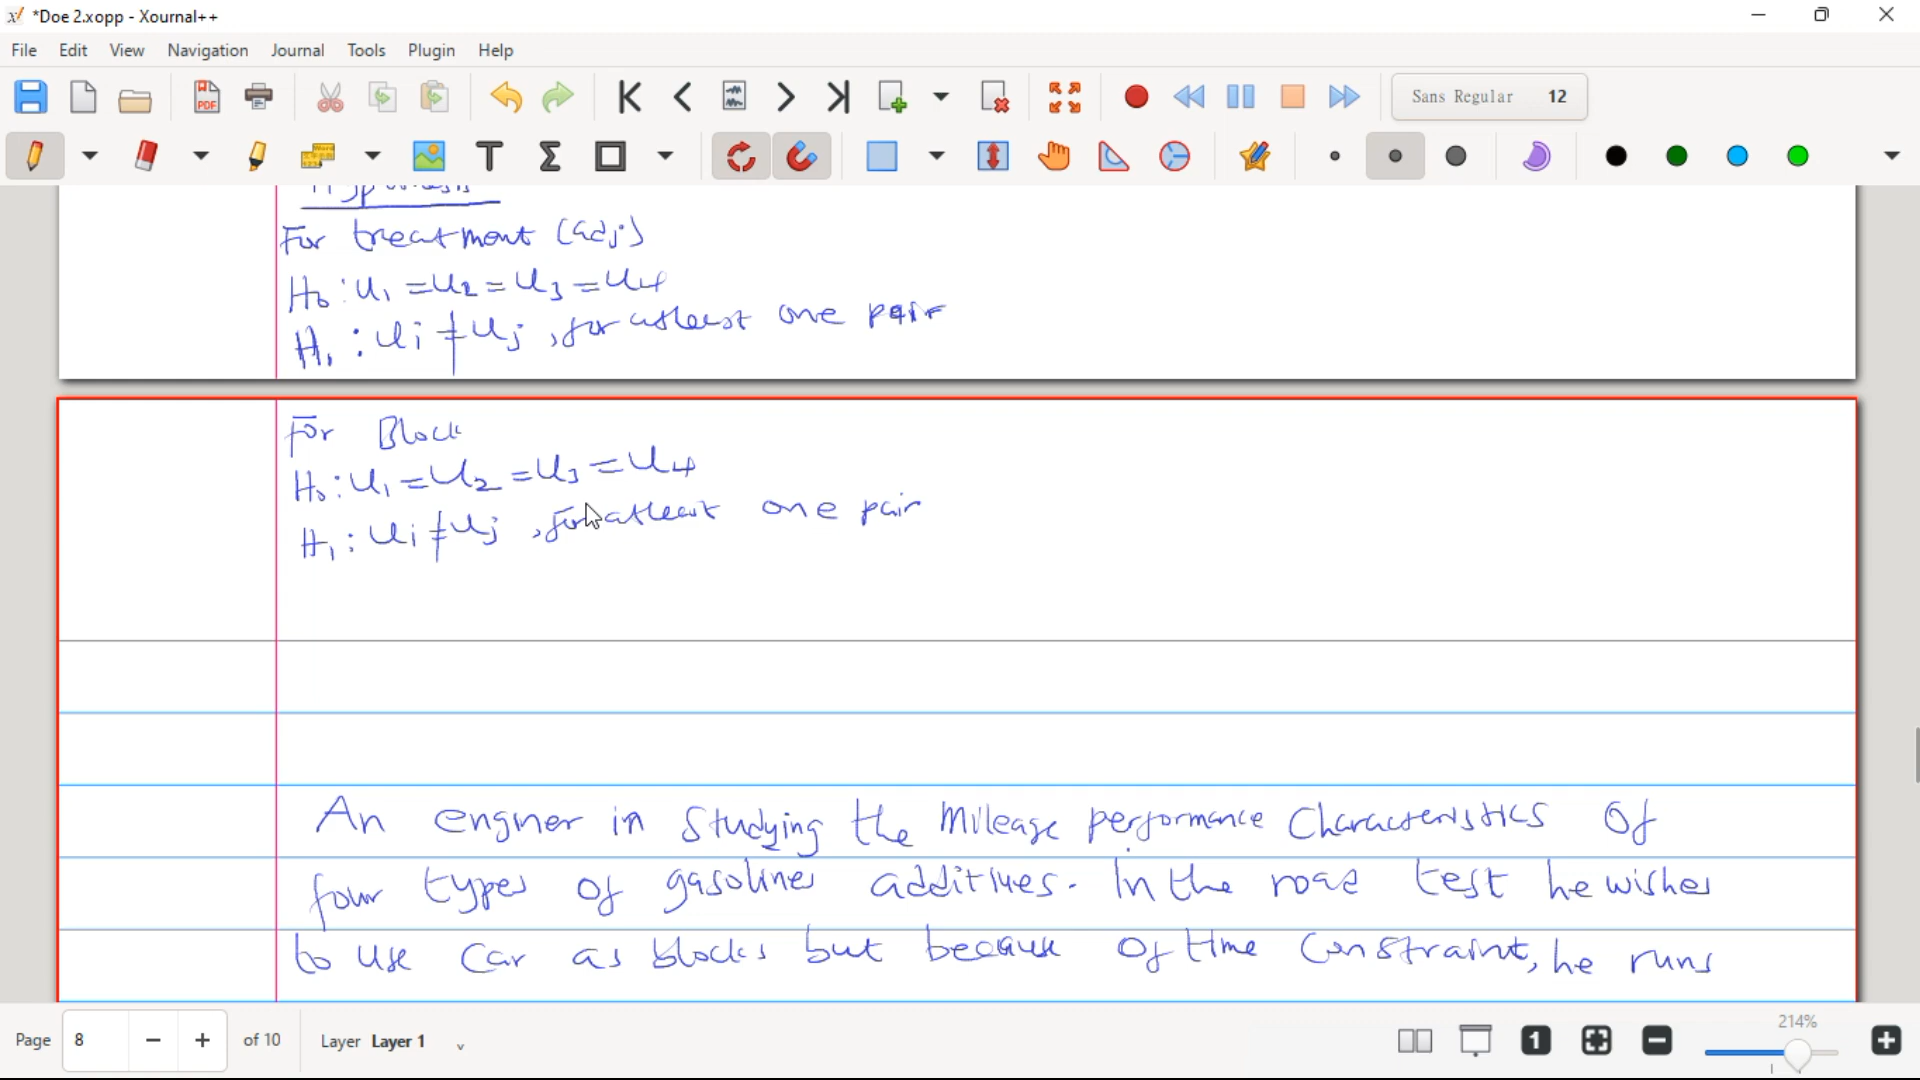 *Doe 2.xopp - Xournal++
File Edit View Navigation Journal Tools Plugin Help
Sans Regular 12
For treatment (adj)
H0 : u1 = u2 = u3 = u4
H1 : ui ≠ uj , for atleast one pair
For Block
H0 : u1 = u2 = u3 = u4
H1 : ui ≠ uj , for atleast one pair
An enginer in studying the Mileage performance Characteristics Of
four types of gasolines additives. In the road test he wishes
to use Car as blocks but because Of time Constraint, he runs
214%
Page 8 of 10 Layer Layer 1